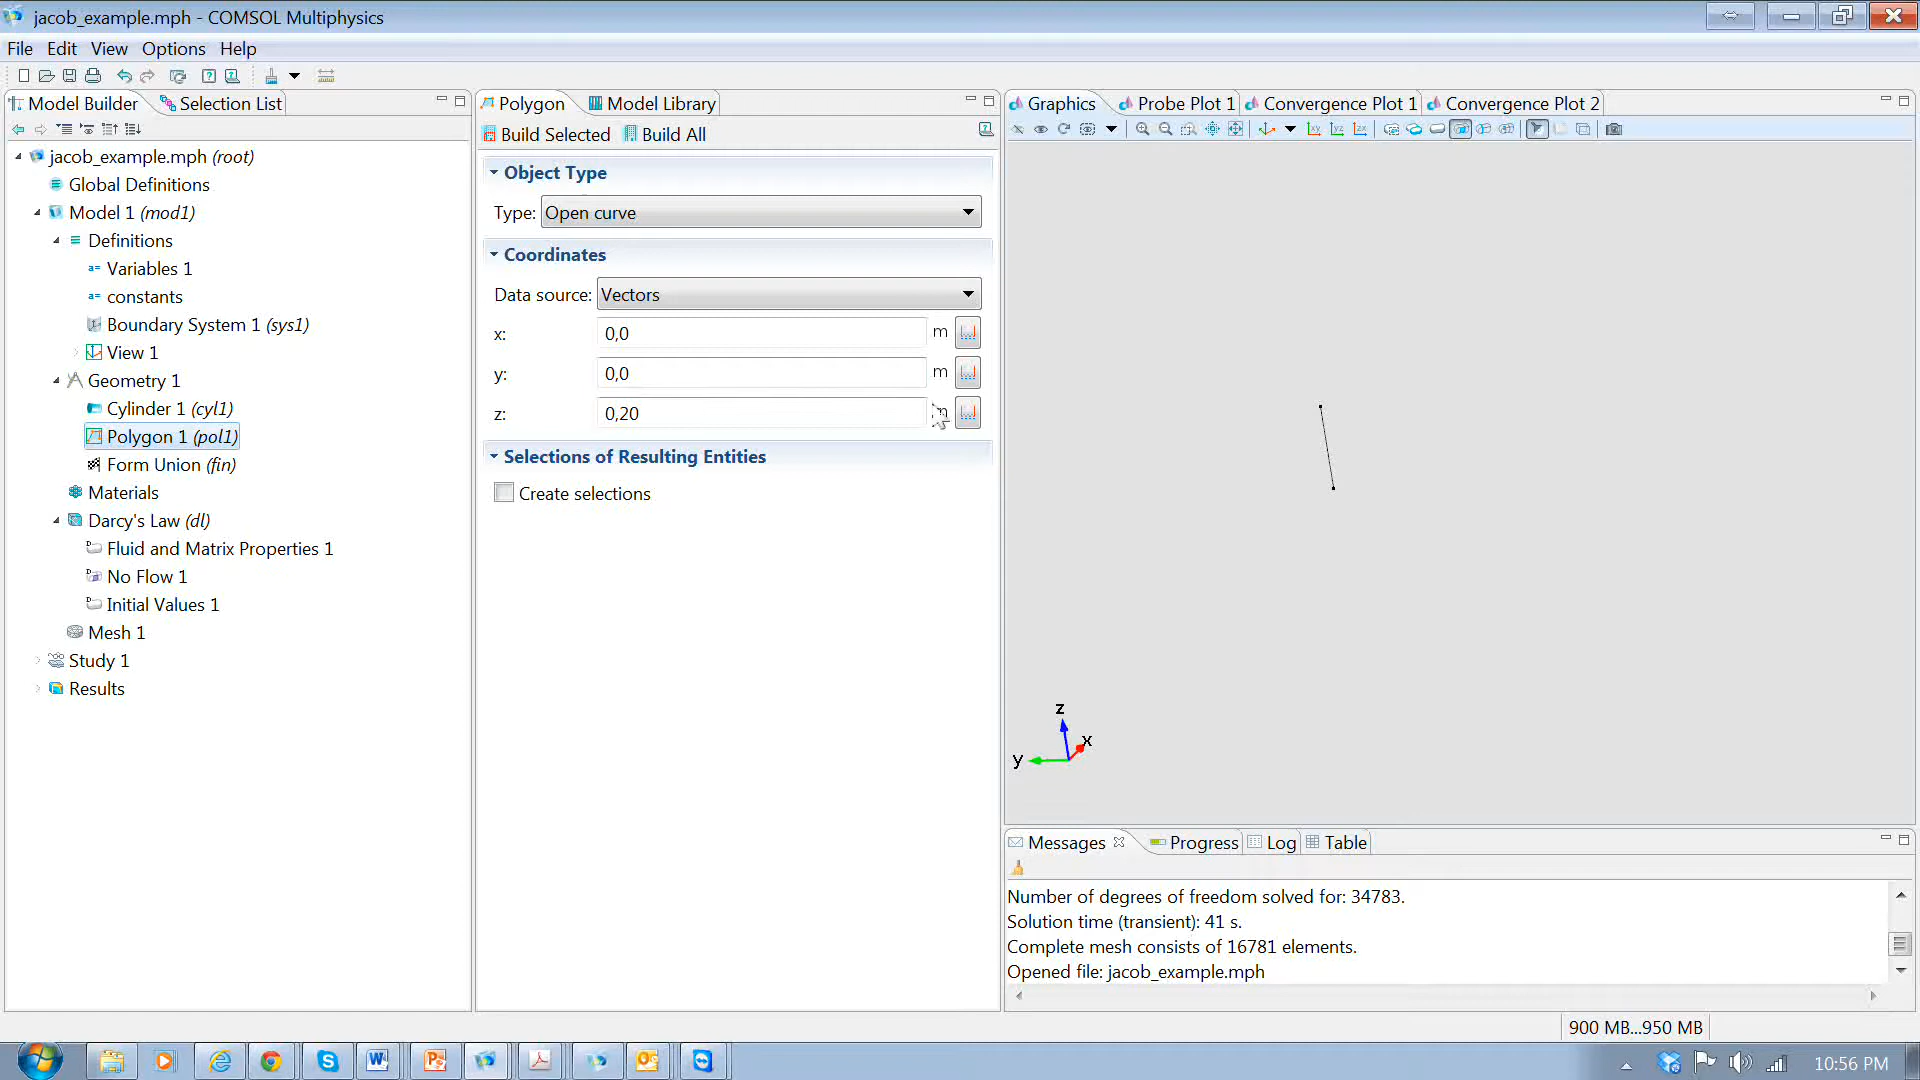 jacob_example.mph - COMSOL Multiphysics
File Edit View Options Help
Model Builder Selection List
jacob_example.mph (root)
Global Definitions
Model 1 (mod1)
Definitions
a= Variables 1
a= constants
Boundary System 1 (sys1)
View 1
Geometry 1
Cylinder 1 (cyl1)
Polygon 1 (pol1)
Form Union (fin)
Materials
Darcy's Law (dl)
Fluid and Matrix Properties 1
No Flow 1
Initial Values 1
Mesh 1
Study 1
Results
Polygon Model Library
Build Selected Build All
Object Type
Type: Open curve
Coordinates
Data source: Vectors
x: 0,0 m
y: 0,0 m
z: 0,20 m
Selections of Resulting Entities
Create selections
Graphics Probe Plot 1 Convergence Plot 1 Convergence Plot 2
z
x
y
Messages Progress Log Table
Number of degrees of freedom solved for: 34783.
Solution time (transient): 41 s.
Complete mesh consists of 16781 elements.
Opened file: jacob_example.mph
900 MB...950 MB
10:56 PM